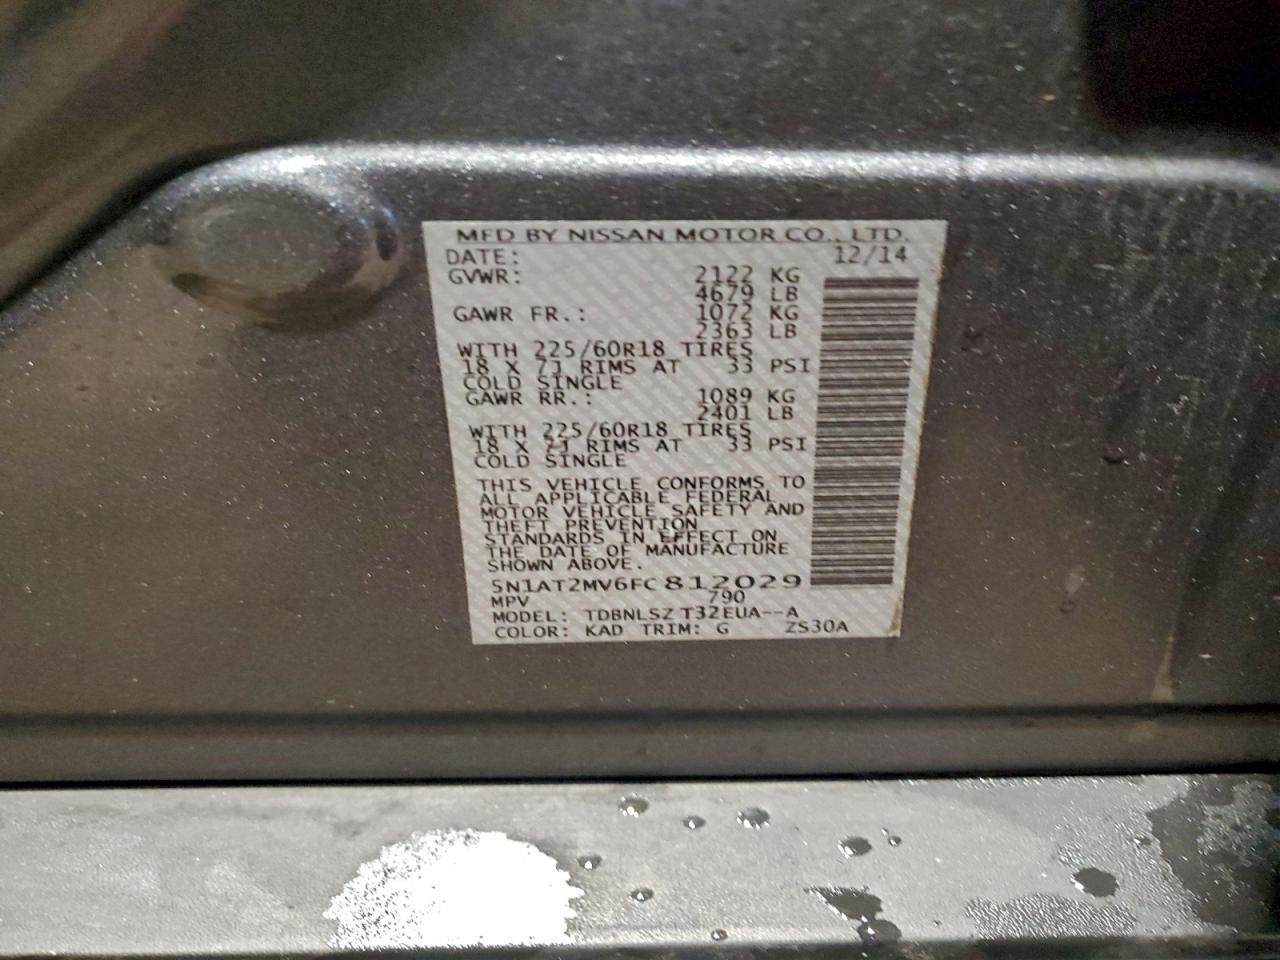 MFD BY NISSAN MOTOR CO., LTD.
DATE: 12/14
GVWR: 2122 KG
4679 LB
GAWR FR.: 1072 KG
2363 LB
WITH 225/60R18 TIRES
18 X 7J RIMS AT 33 PSI
COLD SINGLE
GAWR RR.: 1089 KG
2401 LB
WITH 225/60R18 TIRES
18 X 7J RIMS AT 33 PSI
COLD SINGLE
THIS VEHICLE CONFORMS TO
ALL APPLICABLE FEDERAL
MOTOR VEHICLE SAFETY AND
THEFT PREVENTION
STANDARDS IN EFFECT ON
THE DATE OF MANUFACTURE
SHOWN ABOVE.
5N1AT2MV6FC812029
MPV 790
MODEL: TDBNLSZ T32EUA--A
COLOR: KAD TRIM: G ZS30A